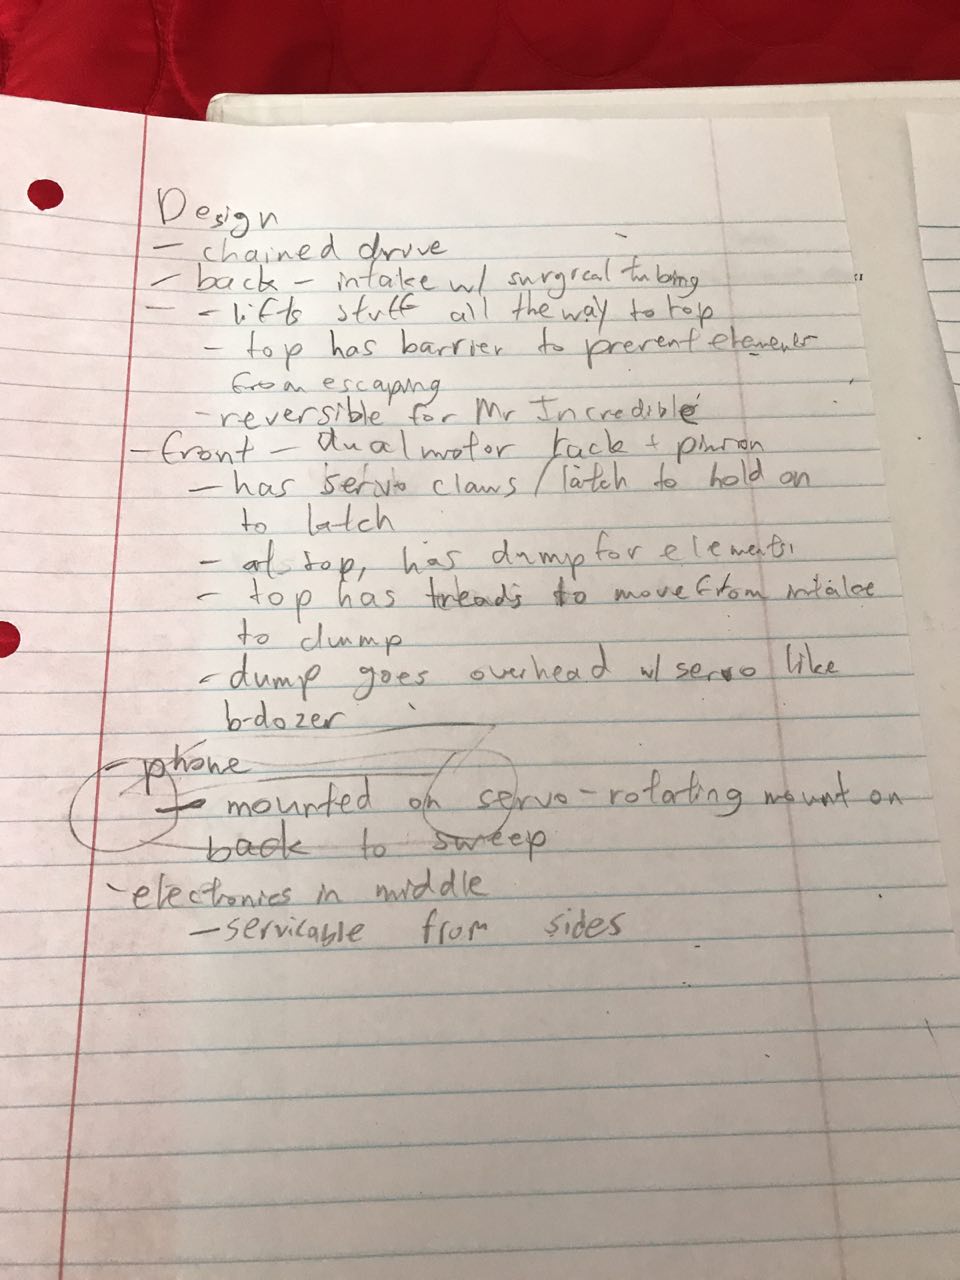 Design
- chained drive
- back - intake w/ surgical tubing
- - lifts stuff all the way to top
- top has barrier to prevent elements
from escaping
- reversible for Mr Incredible
- front - dual motor rack + pinion
- has servo claws / latch to hold on
to latch
- at top, has dump for elements
- top has treads to move from intake
to dump
- dump goes overhead w/ servo like
b-dozer
- phone
- mounted on servo-rotating mount on
back to sweep
- electronics in middle
- servicable from sides